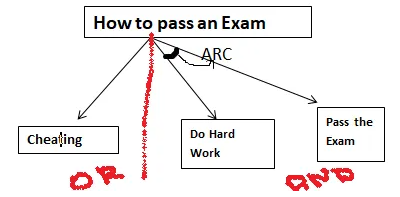 How to pass an Exam
ARC
Cheating
Do Hard
Work
Pass the
Exam
OR
AND